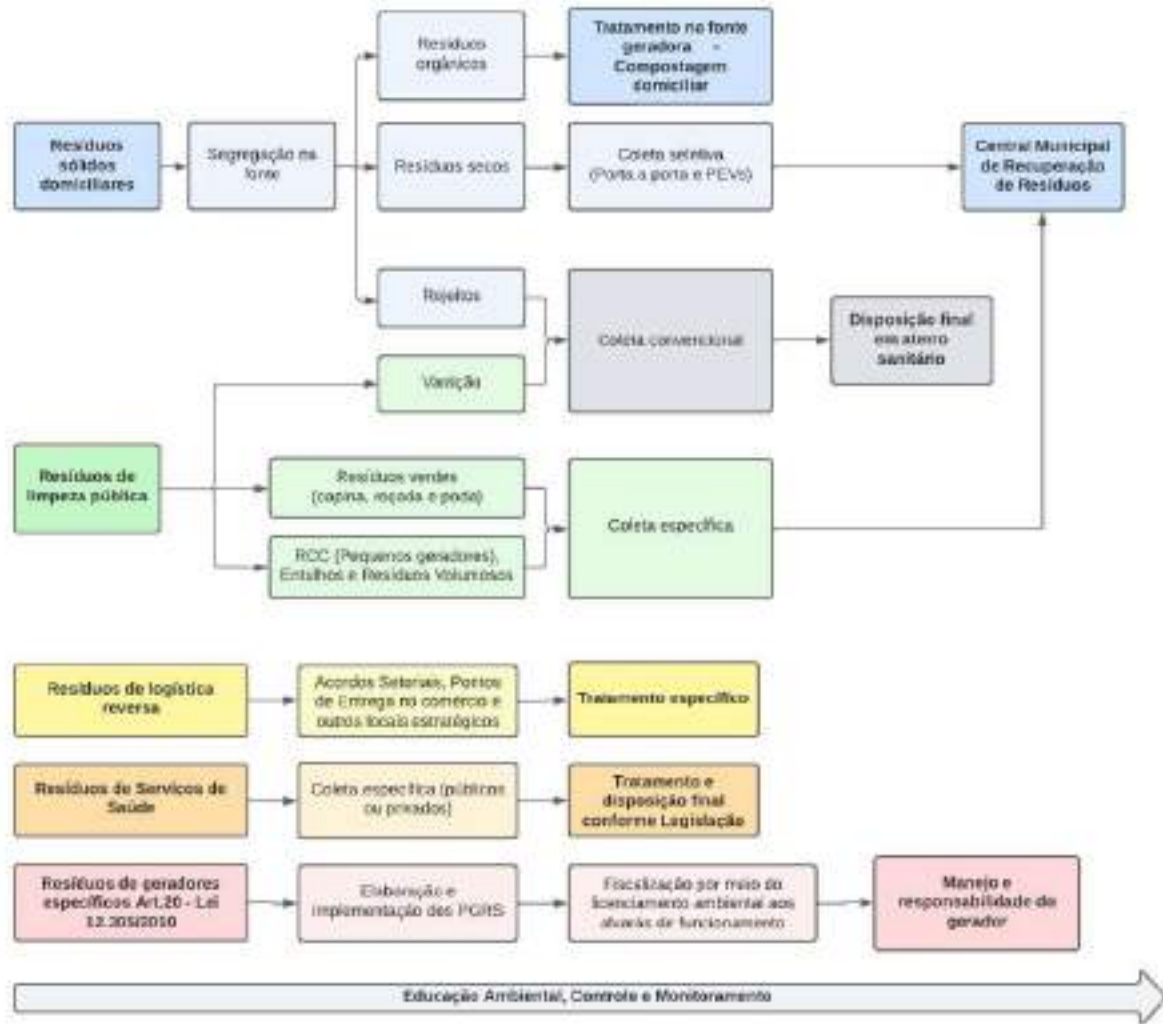 Resíduos
orgânicos
Tratamento na fonte
geradora -
Compostagem
domiciliar
Resíduos
sólidos
domiciliares
Segregação na
fonte
Resíduos secos
Coleta seletiva
(Porta a porta e PEVs)
Central Municipal
de Recuperação
de Resíduos
Rejeitos
Coleta convencional
Disposição final
em aterro
sanitário
Varrição
Resíduos de
limpeza pública
Resíduos verdes
(capina, roçada e poda)
Coleta específica
RCC (Pequenos geradores),
Entulhos e Resíduos Volumosos
Resíduos de logística
reversa
Acordos Setoriais, Pontos
de Entrega no comércio e
outros locais estratégicos
Tratamento específico
Resíduos de Serviços de
Saúde
Coleta específica (públicos
ou privados)
Tratamento e
disposição final
conforme Legislação
Resíduos de geradores
específicos Art.20 - Lei
12.305/2010
Elaboração e
implementação dos PGRS
Fiscalização por meio do
licenciamento ambiental aos
alvarás de funcionamento
Manejo e
responsabilidade do
gerador
Educação Ambiental, Controle e Monitoramento